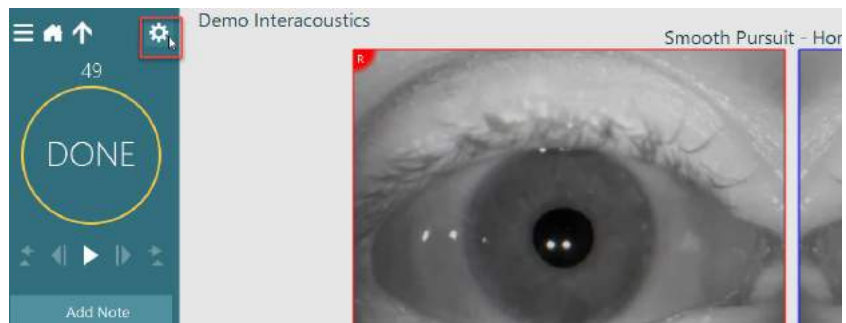 Demo Interacoustics
Smooth Pursuit - Hor
R
49
DONE
Add Note